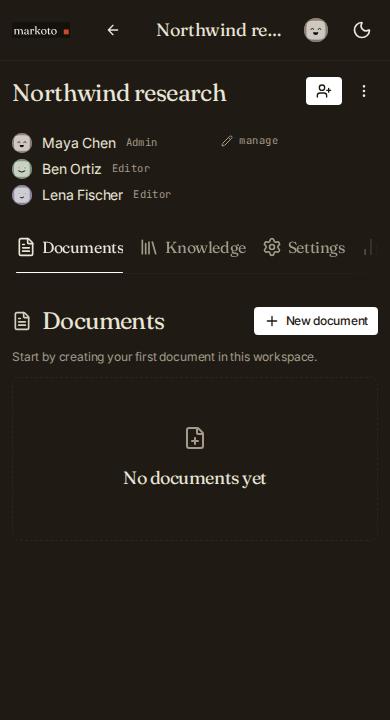 markoto
Northwind re...
Northwind research
Maya Chen Admin
manage
Ben Ortiz Editor
Lena Fischer Editor
Documents Knowledge Settings
Documents
New document
Start by creating your first document in this workspace.
No documents yet